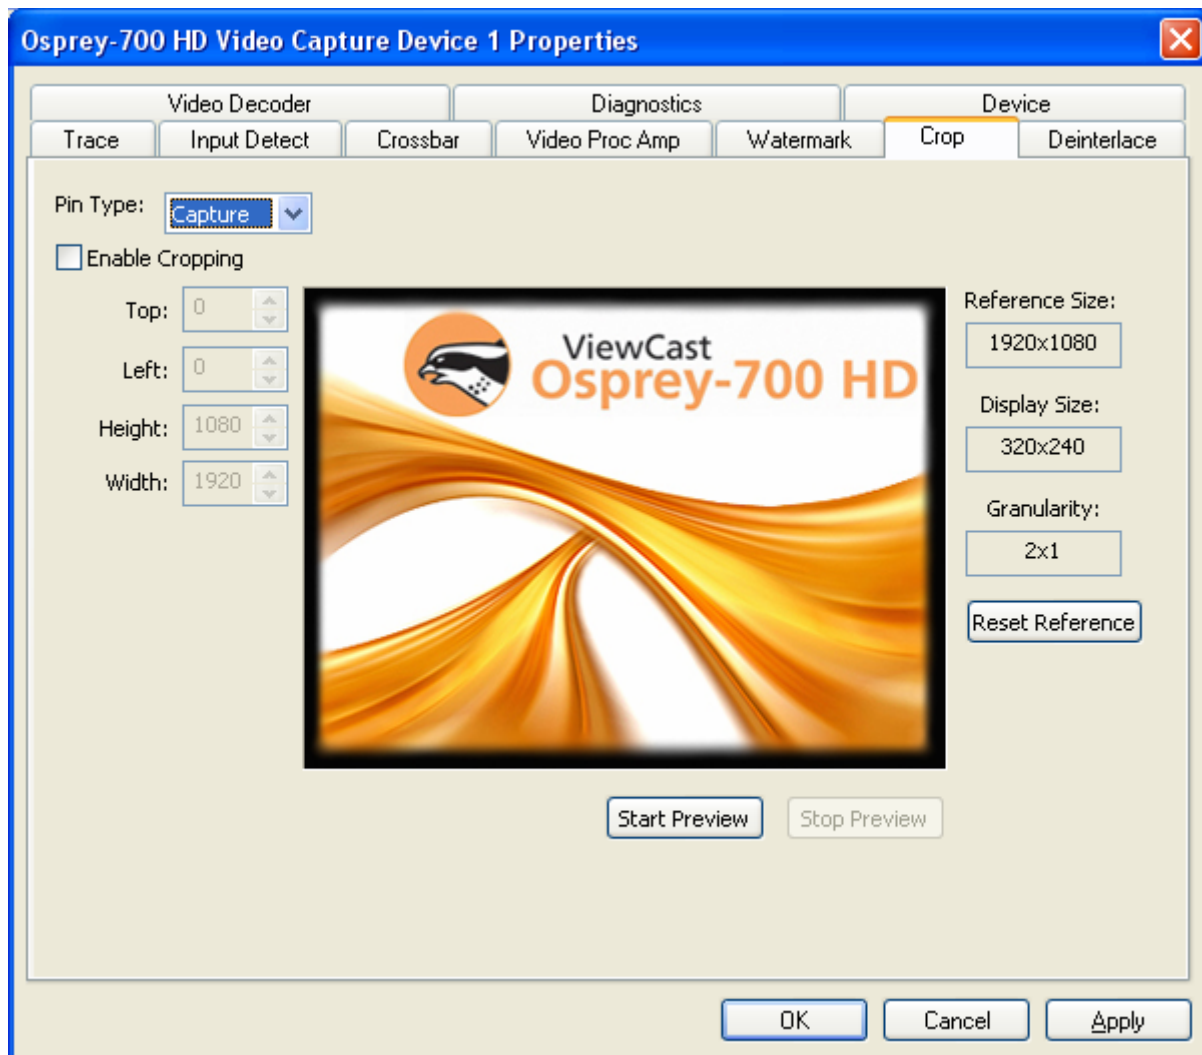 Osprey-700 HD Video Capture Device 1 Properties
Video Decoder Diagnostics Device
Trace Input Detect Crossbar Video Proc Amp Watermark Crop Deinterlace
Pin Type: Capture
Enable Cropping
Top: 0
Left: 0
Height: 1080
Width: 1920
ViewCast
Osprey-700 HD
Reference Size:
1920x1080
Display Size:
320x240
Granularity:
2x1
Reset Reference
Start Preview Stop Preview
OK Cancel Apply